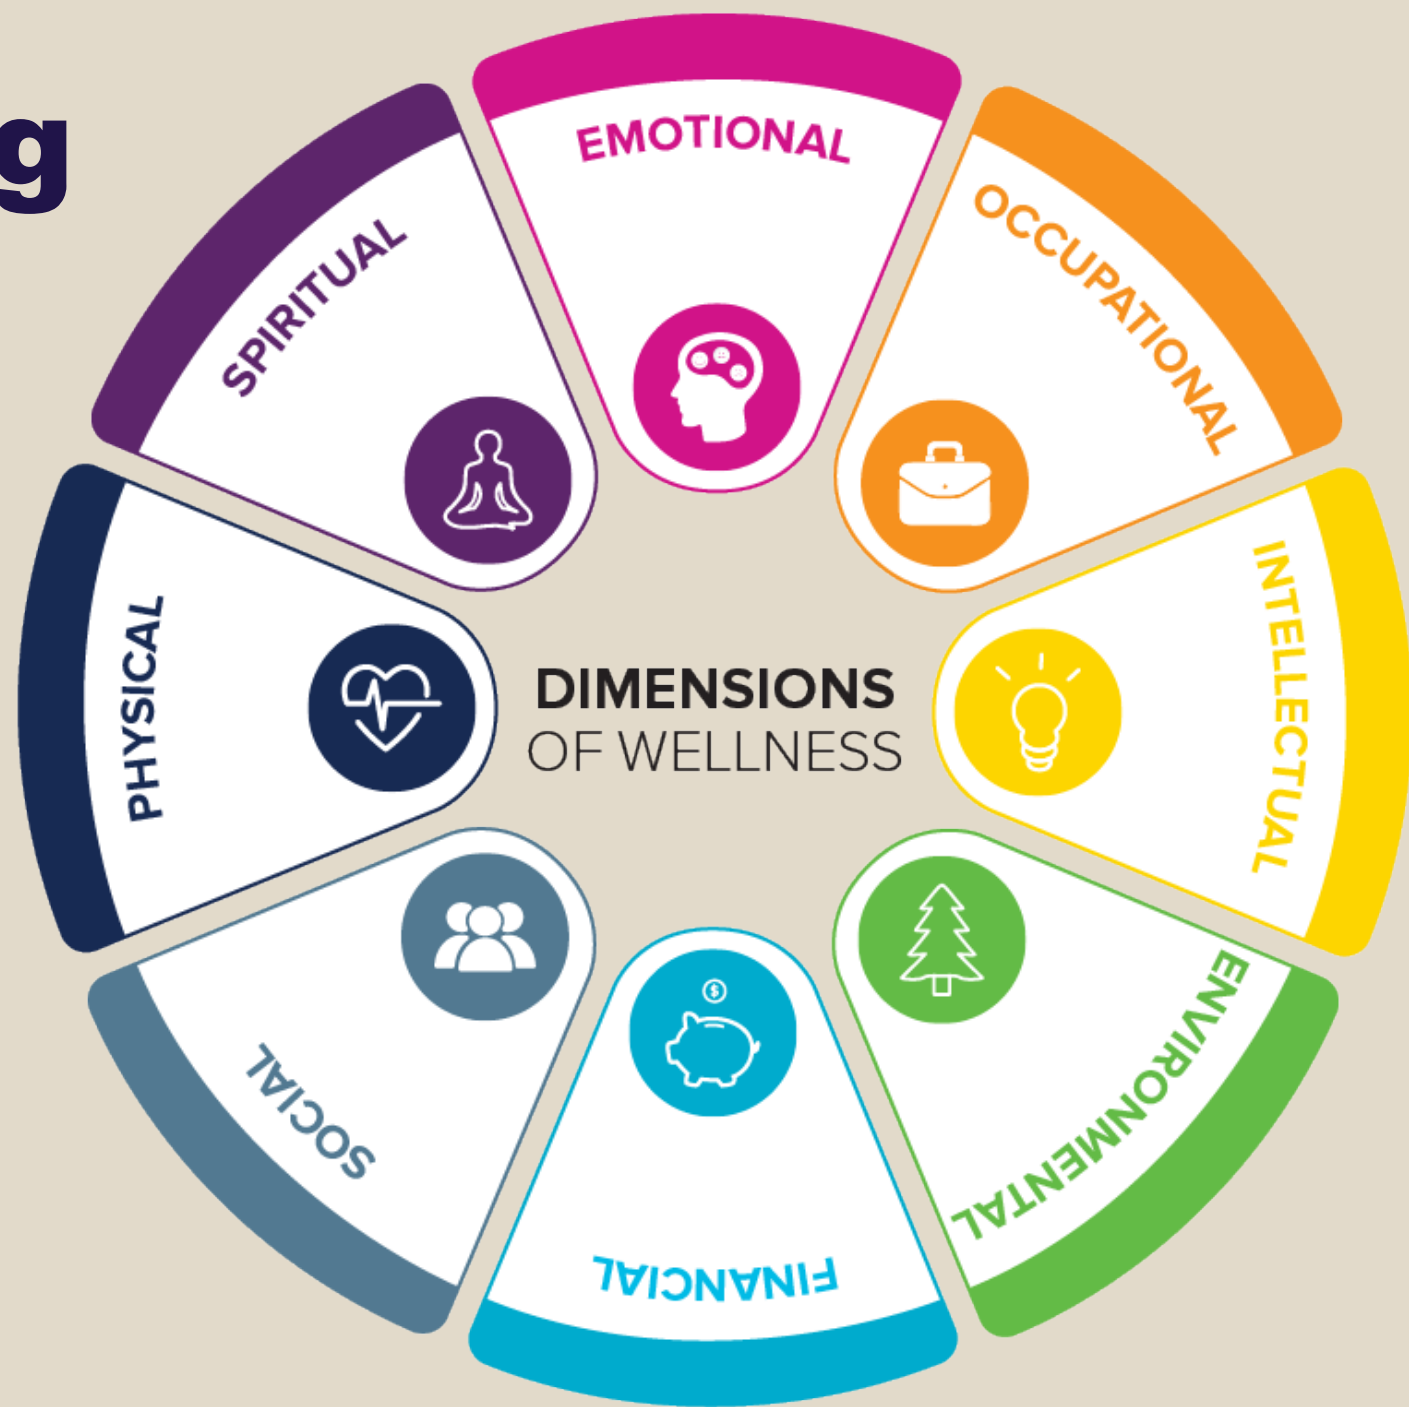 g
EMOTIONAL
OCCUPATIONAL
INTELLECTUAL
ENVIRONMENTAL
FINANCIAL
SOCIAL
PHYSICAL
SPIRITUAL
DIMENSIONS
OF WELLNESS
$